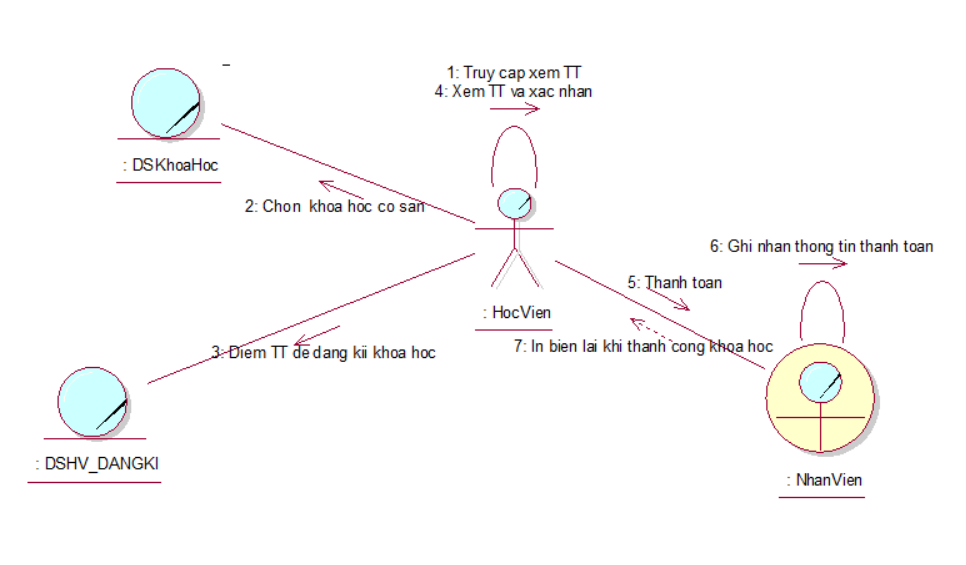 1: Truy cap xem TT
4: Xem TT va xac nhan
: DSKhoaHoc
2: Chon khoa hoc co san
6: Ghi nhan thong tin thanh toan
5: Thanh toan
: HocVien
7: In bien lai khi thanh cong khoa hoc
3: Diem TT de dang kii khoa hoc
: DSHV_DANGKI
: NhanVien